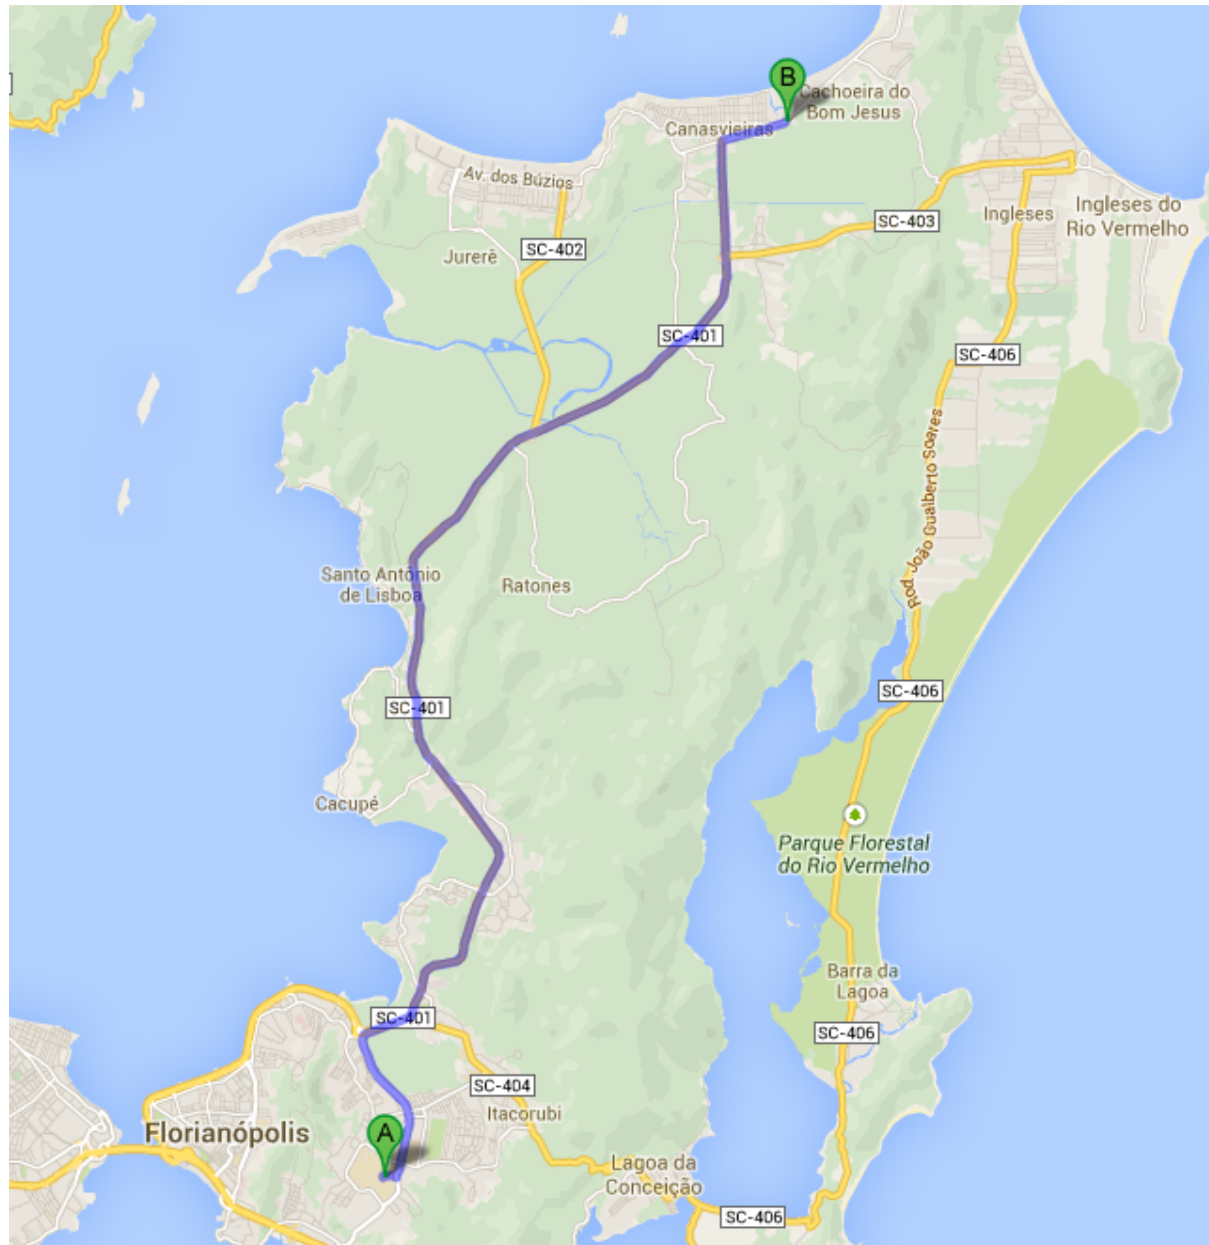 B
Cachoeira do
Bom Jesus
Canasvieiras
Av. dos Búzios
Ingleses
Ingleses do
Rio Vermelho
SC-403
SC-402
Jurerê
SC-401
SC-406
Rod. João Gualberto Soares
Santo Antônio
de Lisboa
Ratones
SC-406
SC-401
Cacupé
Parque Florestal
do Rio Vermelho
Barra da
Lagoa
SC-401
SC-406
SC-404
Itacorubi
Florianópolis
A
Lagoa da
Conceição
SC-406